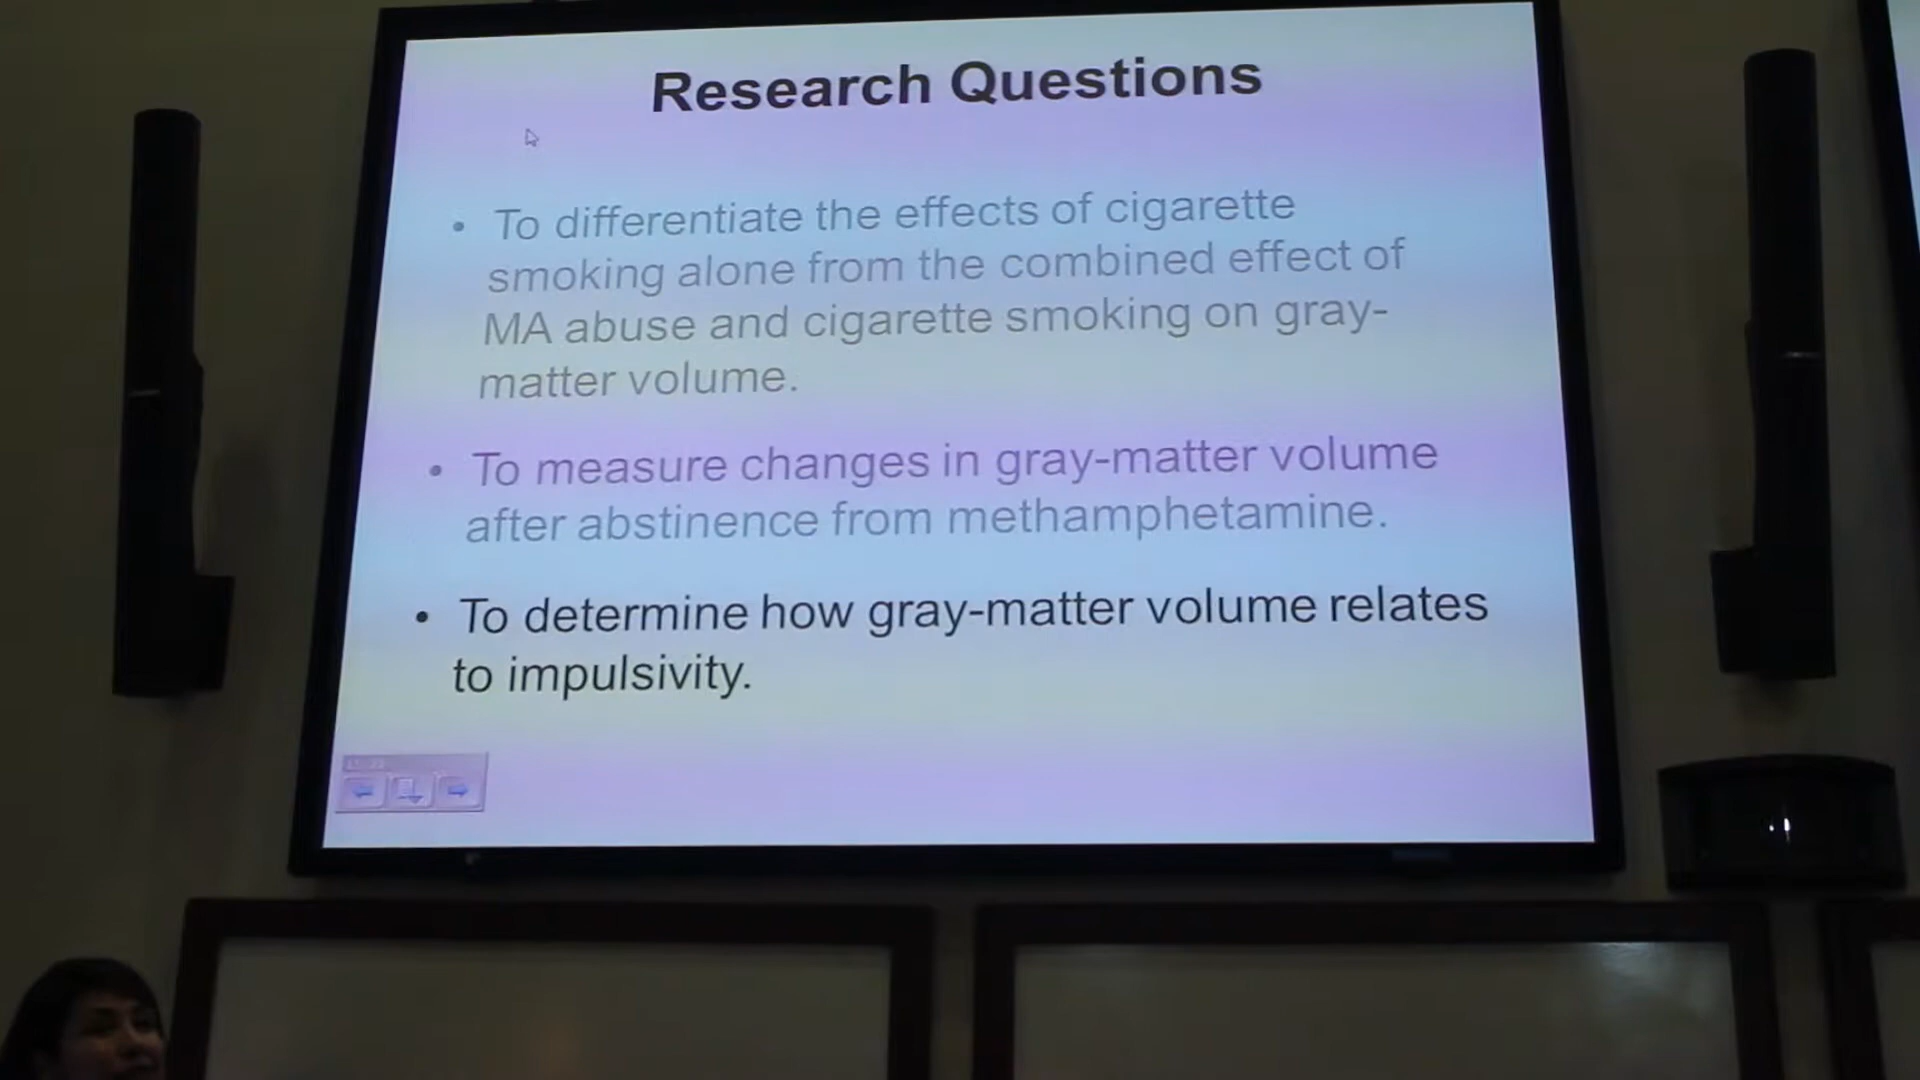 Research Questions
• To differentiate the effects of cigarette
smoking alone from the combined effect of
MA abuse and cigarette smoking on gray-
matter volume.
• To measure changes in gray-matter volume
after abstinence from methamphetamine.
• To determine how gray-matter volume relates
to impulsivity.